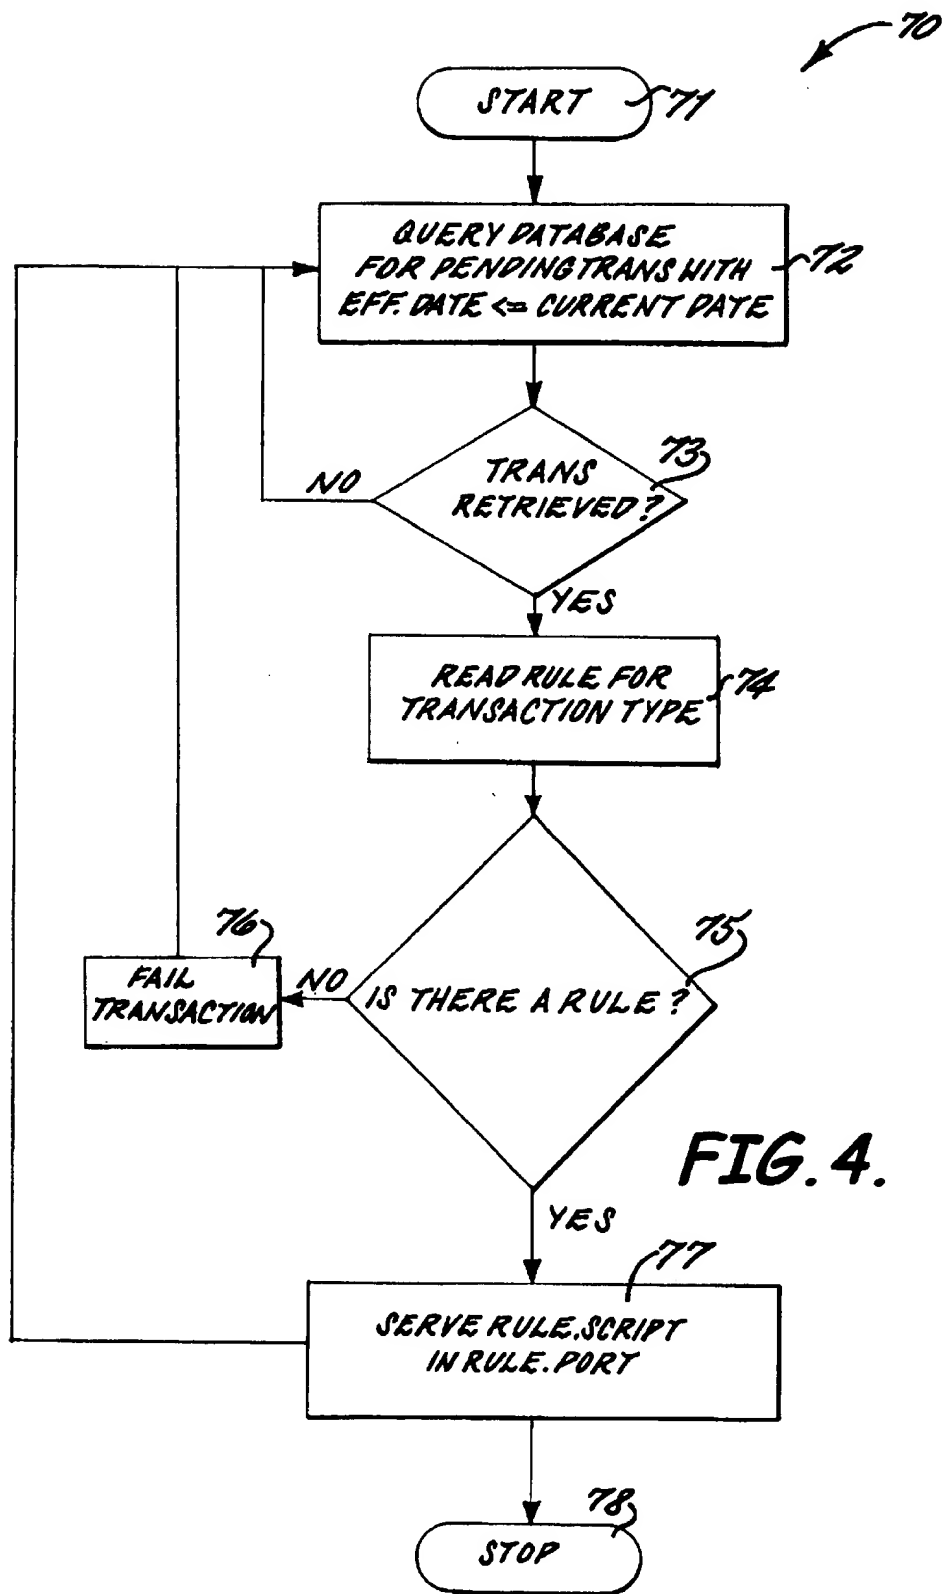 70
START 71
QUERY DATABASE
FOR PENDING TRANS WITH 72
EFF. DATE <= CURRENT DATE
TRANS 73
NO RETRIEVED?
YES
READ RULE FOR 74
TRANSACTION TYPE
76 75
FAIL NO IS THERE A RULE?
TRANSACTION
FIG. 4.
YES
77
SERVE RULE.SCRIPT
IN RULE.PORT
78
STOP